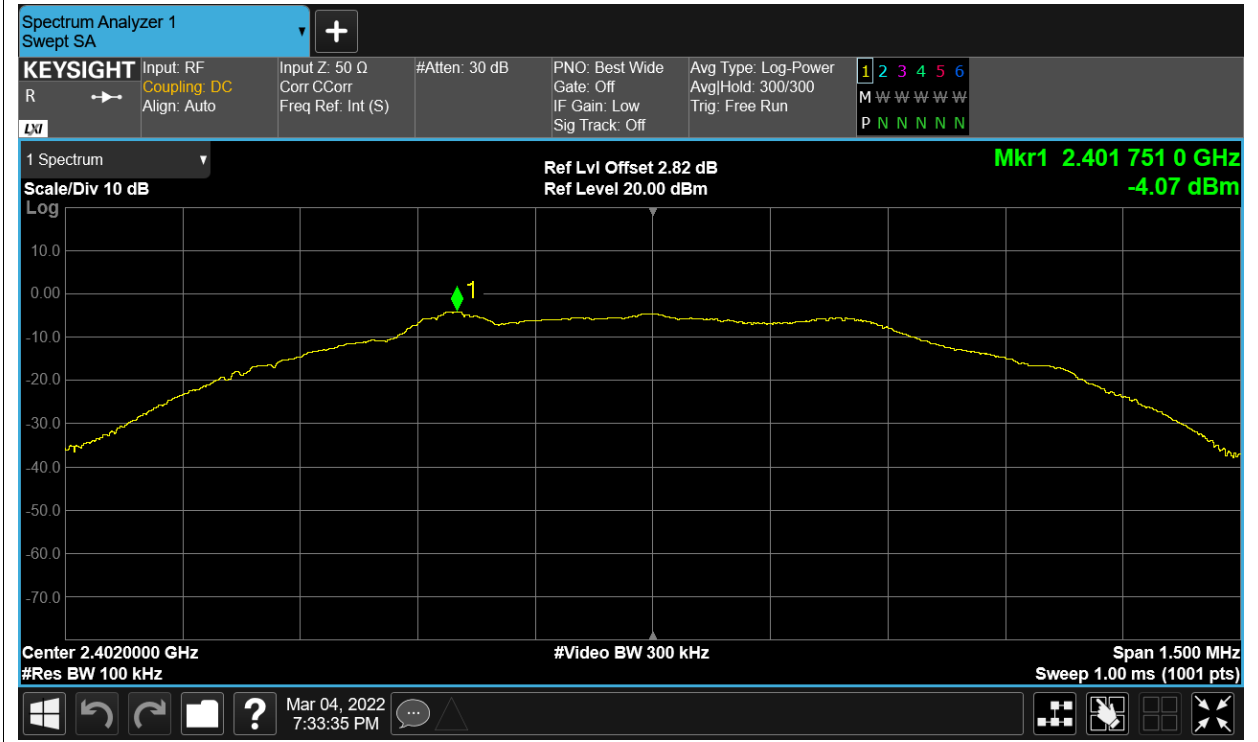 Spectrum Analyzer 1
Swept SA
+
KEYSIGHT
R
LXI
Input: RF
Coupling: DC
Align: Auto
Input Z: 50 Ω
Corr CCorr
Freq Ref: Int (S)
#Atten: 30 dB
PNO: Best Wide
Gate: Off
IF Gain: Low
Sig Track: Off
Avg Type: Log-Power
Avg|Hold: 300/300
Trig: Free Run
1 2 3 4 5 6
M W W W W W W
P N N N N N N
1 Spectrum
Scale/Div 10 dB
Log
Ref Lvl Offset 2.82 dB
Ref Level 20.00 dBm
Mkr1 2.401 751 0 GHz
-4.07 dBm
10.0
0.00
1
-10.0
-20.0
-30.0
-40.0
-50.0
-60.0
-70.0
Center 2.4020000 GHz
#Video BW 300 kHz
Span 1.500 MHz
#Res BW 100 kHz
Sweep 1.00 ms (1001 pts)
?
Mar 04, 2022
7:33:35 PM